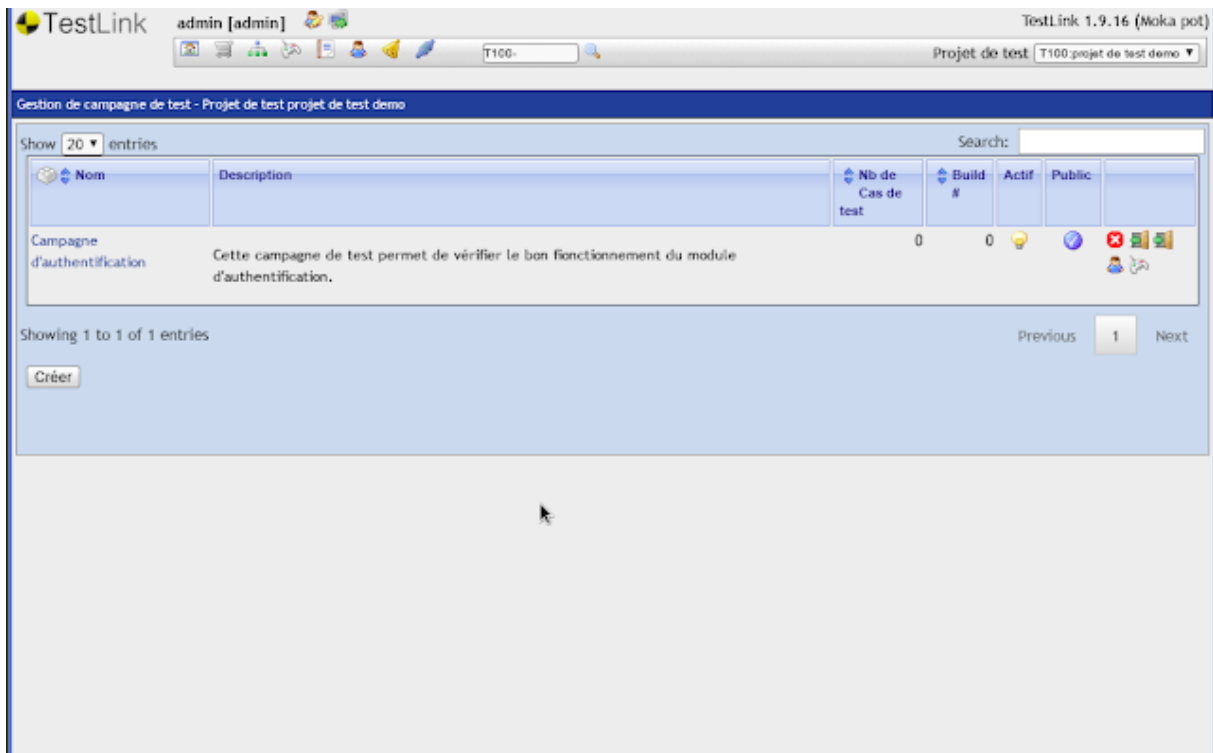 TestLink admin [admin] TestLink 1.9.16 (Moka pot)
T100- Projet de test T100:projet de test demo
Gestion de campagne de test - Projet de test projet de test demo
Show 20 entries Search:
Nom Description Nb de Build Actif Public
Cas de #
test
Campagne 0 0
d'authentification Cette campagne de test permet de vérifier le bon fionctionnement du module
d'authentification.
Showing 1 to 1 of 1 entries Previous 1 Next
Créer